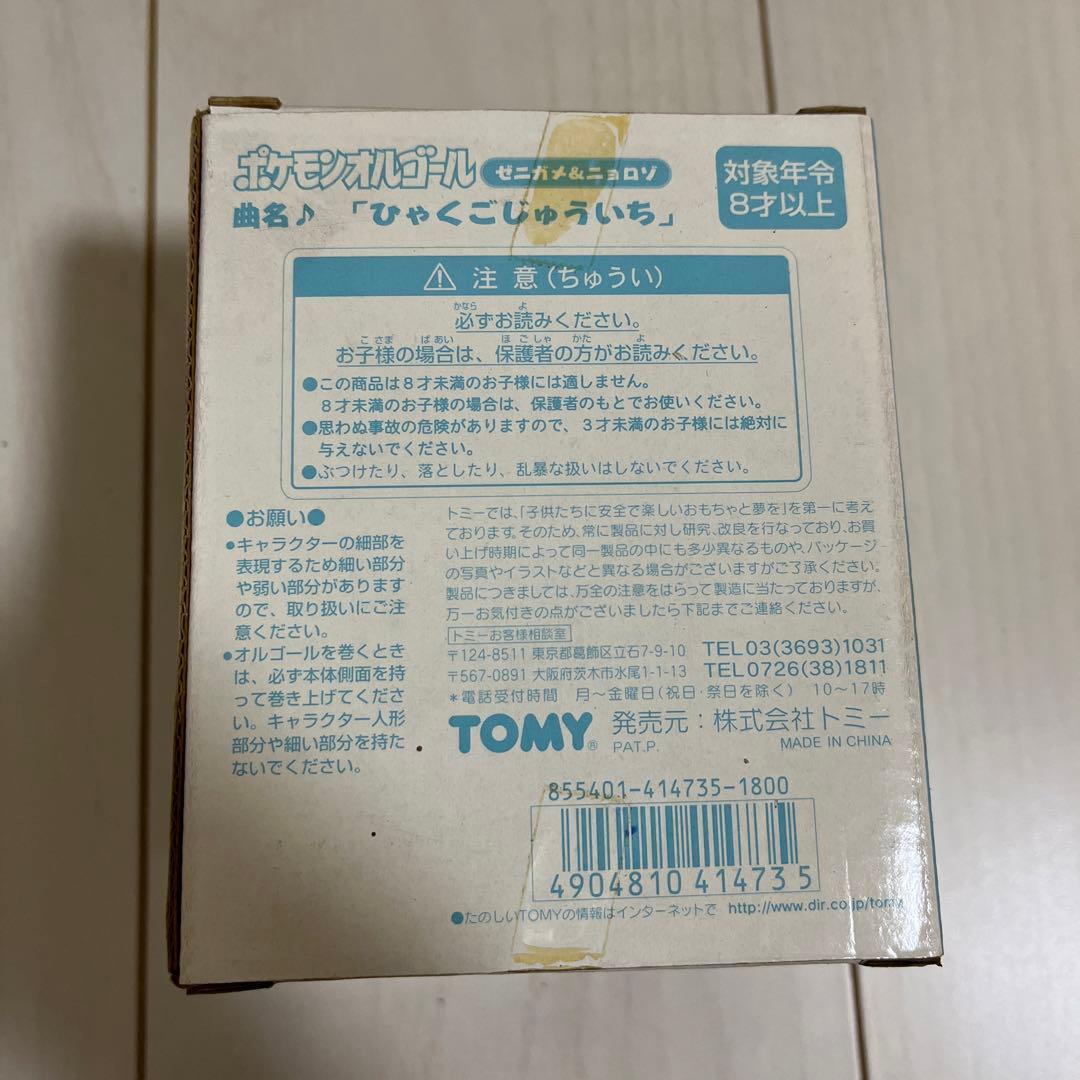 ポケモンオルゴール ゼニガメ&ニョロゾ
曲名♪ 「ひゃくごじゅういち」
対象年令
8才以上
⚠ 注意(ちゅうい)
かなら よ
必ずお読みください。
こさま ばあい ほごしゃ かた よ
お子様の場合は、保護者の方がお読みください。
●この商品は8才未満のお子様には適しません。
8才未満のお子様の場合は、保護者のもとでお使いください。
●思わぬ事故の危険がありますので、3才未満のお子様には絶対に
与えないでください。
●ぶつけたり、落としたり、乱暴な扱いはしないでください。
●お願い●
●キャラクターの細部を
表現するため細い部分
や弱い部分があります
ので、取り扱いにご注
意ください。
●オルゴールを巻くとき
は、必ず本体側面を持
って巻き上げてくださ
い。キャラクター人形
部分や細い部分を持た
ないでください。
トミーでは、「子供たちに安全で楽しいおもちゃと夢を」を第一に考え
ております。そのため、常に製品に対し研究、改良を行なっており、お買
い上げ時期によって同一製品の中にも多少異なるものや、パッケージ
の写真やイラストなどと異なる場合がございますがご了承ください。
製品につきましては、万全の注意をはらって製造に当たっておりますが、
万一お気付きの点がございましたら下記までご連絡ください。
トミーお客様相談室
〒124-8511 東京都葛飾区立石7-9-10 TEL03(3693)1031
〒567-0891 大阪府茨木市水尾1-1-13 TEL0726(38)1811
*電話受付時間 月〜金曜日(祝日・祭日を除く) 10〜17時
TOMY® 発売元:株式会社トミー
PAT.P. MADE IN CHINA
855401-414735-1800
4904810414735
●たのしいTOMYの情報はインターネットで http://www.dir.co.jp/tomy